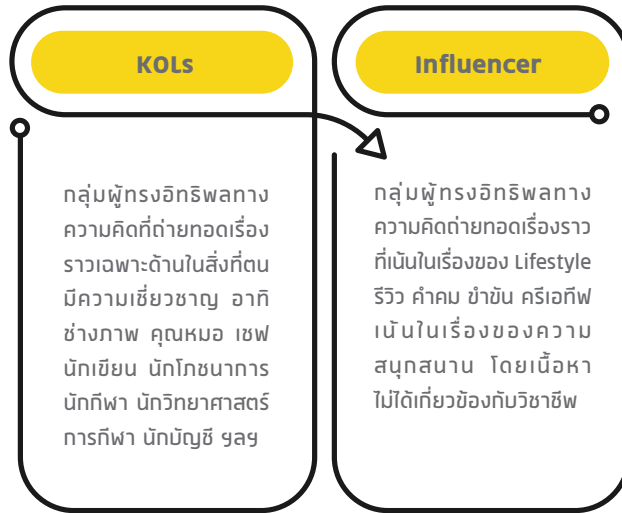 KOLs
กลุ่มผู้ทรงอิทธิพลทาง
ความคิดที่ถ่ายทอดเรื่อง
ราวเฉพาะด้านในสิ่งที่ตน
มีความเชี่ยวชาญ อาทิ
ช่างภาพ คุณหมอ เชฟ
นักเขียน นักโภชนาการ
นักกีฬา นักวิทยาศาสตร์
การกีฬา นักบัญชี ฯลฯ
Influencer
กลุ่มผู้ทรงอิทธิพลทาง
ความคิดถ่ายทอดเรื่องราว
ที่เน้นในเรื่องของ Lifestyle
รีวิว คำคม ขำขัน ครีเอทีฟ
เน้นในเรื่องของความ
สนุกสนาน โดยเนื้อหา
ไม่ได้เกี่ยวข้องกับวิชาชีพ